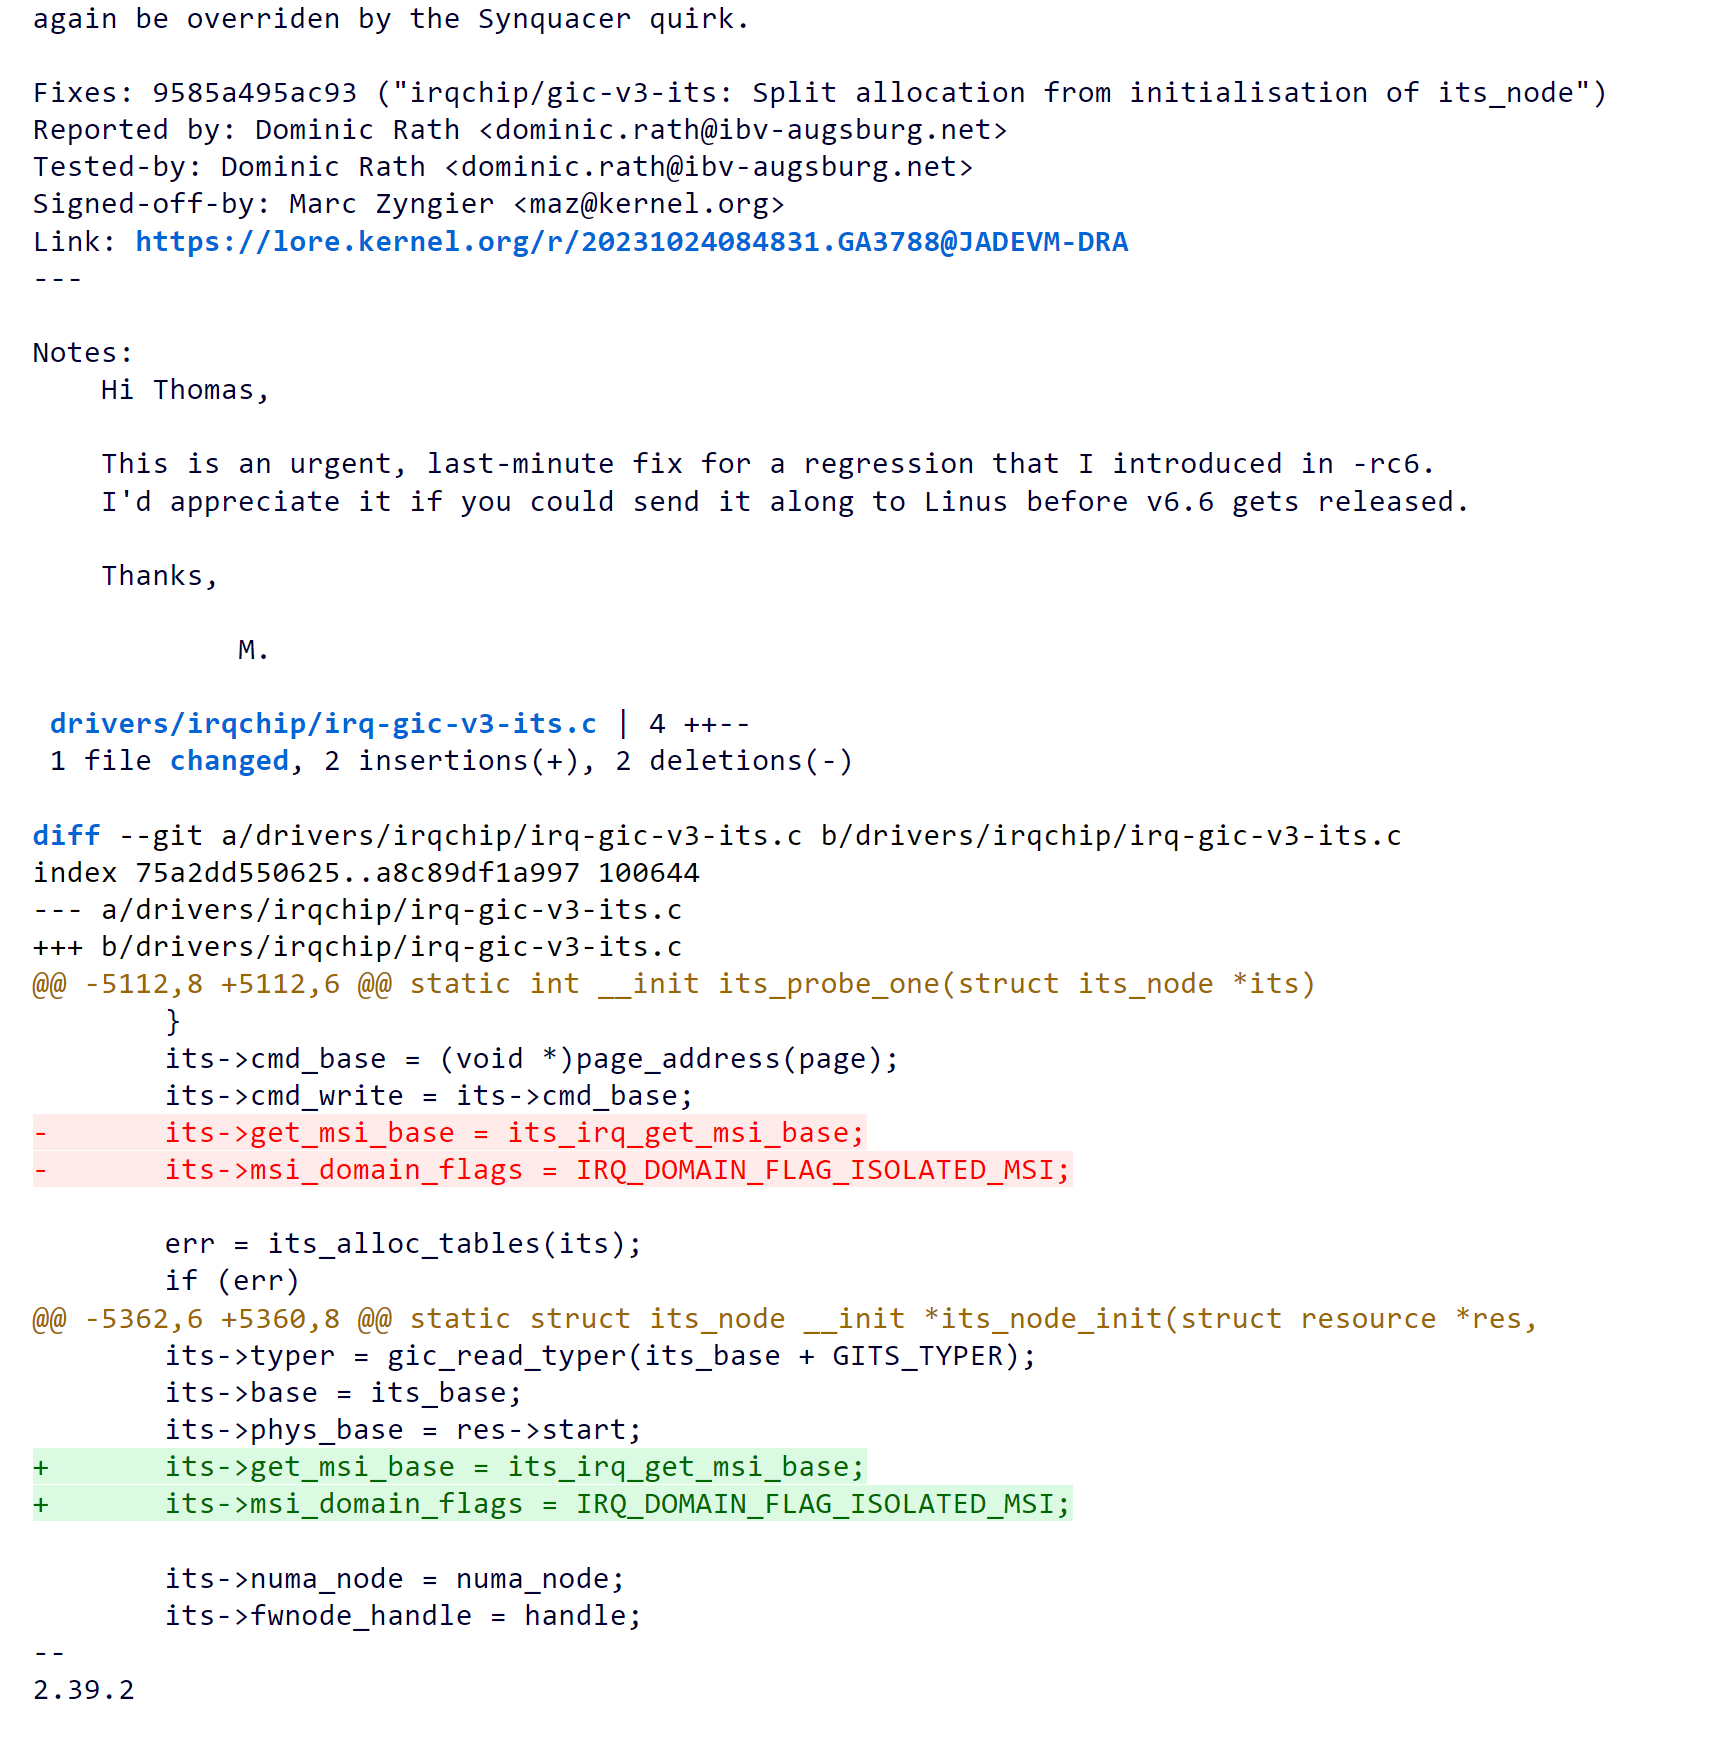 again be overriden by the Synquacer quirk.
Fixes: 9585a495ac93 ("irqchip/gic-v3-its: Split allocation from initialisation of its_node")
Reported by: Dominic Rath <dominic.rath@ibv-augsburg.net>
Tested-by: Dominic Rath <dominic.rath@ibv-augsburg.net>
Signed-off-by: Marc Zyngier <maz@kernel.org>
Link: https://lore.kernel.org/r/20231024084831.GA3788@JADEVM-DRA
---
Notes:
    Hi Thomas,
    This is an urgent, last-minute fix for a regression that I introduced in -rc6.
    I'd appreciate it if you could send it along to Linus before v6.6 gets released.
    Thanks,
            M.
 drivers/irqchip/irq-gic-v3-its.c | 4 ++--
 1 file changed, 2 insertions(+), 2 deletions(-)
diff --git a/drivers/irqchip/irq-gic-v3-its.c b/drivers/irqchip/irq-gic-v3-its.c
index 75a2dd550625..a8c89df1a997 100644
--- a/drivers/irqchip/irq-gic-v3-its.c
+++ b/drivers/irqchip/irq-gic-v3-its.c
@@ -5112,8 +5112,6 @@ static int __init its_probe_one(struct its_node *its)
        }
        its->cmd_base = (void *)page_address(page);
        its->cmd_write = its->cmd_base;
-       its->get_msi_base = its_irq_get_msi_base;
-       its->msi_domain_flags = IRQ_DOMAIN_FLAG_ISOLATED_MSI;
        err = its_alloc_tables(its);
        if (err)
@@ -5362,6 +5360,8 @@ static struct its_node __init *its_node_init(struct resource *res,
        its->typer = gic_read_typer(its_base + GITS_TYPER);
        its->base = its_base;
        its->phys_base = res->start;
+       its->get_msi_base = its_irq_get_msi_base;
+       its->msi_domain_flags = IRQ_DOMAIN_FLAG_ISOLATED_MSI;
        its->numa_node = numa_node;
        its->fwnode_handle = handle;
--
2.39.2